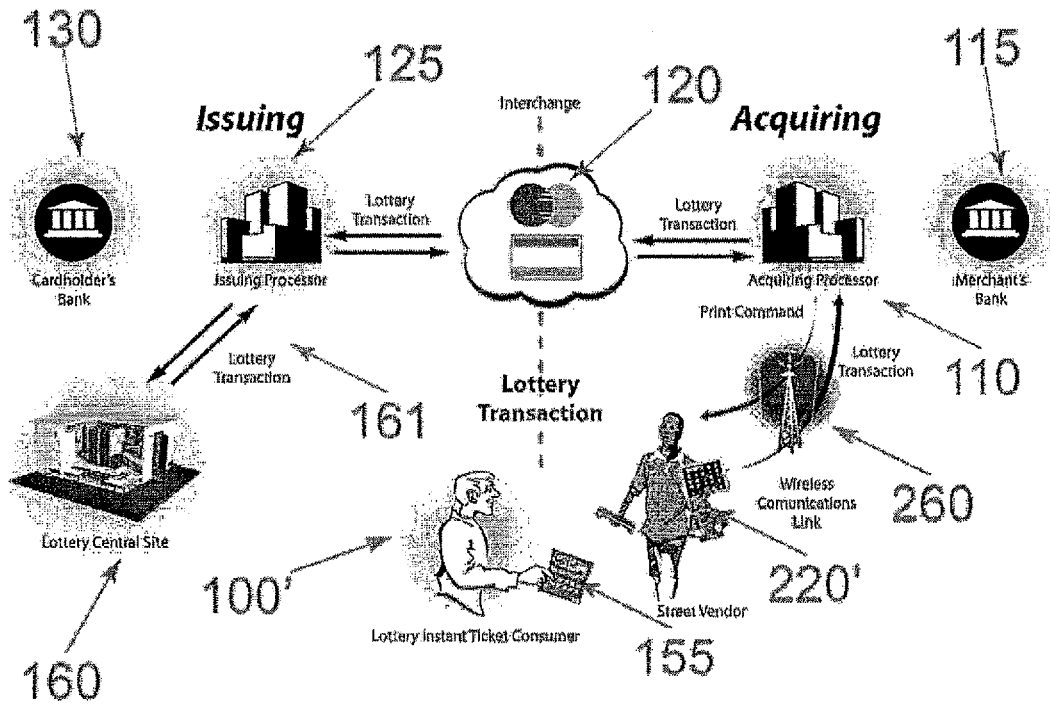 130
125
115
Interchange
120
Issuing
Acquiring
Lottery
Transaction
Lottery
Transaction
Cardholder's
Bank
Issuing Processor
Acquiring Processor
Merchant's
Bank
Print Command
Lottery
Transaction
Lottery
Transaction
110
Lottery
Transaction
161
Wireless
Comunications
Link
260
Lottery Central Site
100'
220'
Street Vendor
Lottery Instant Ticket Consumer
155
160